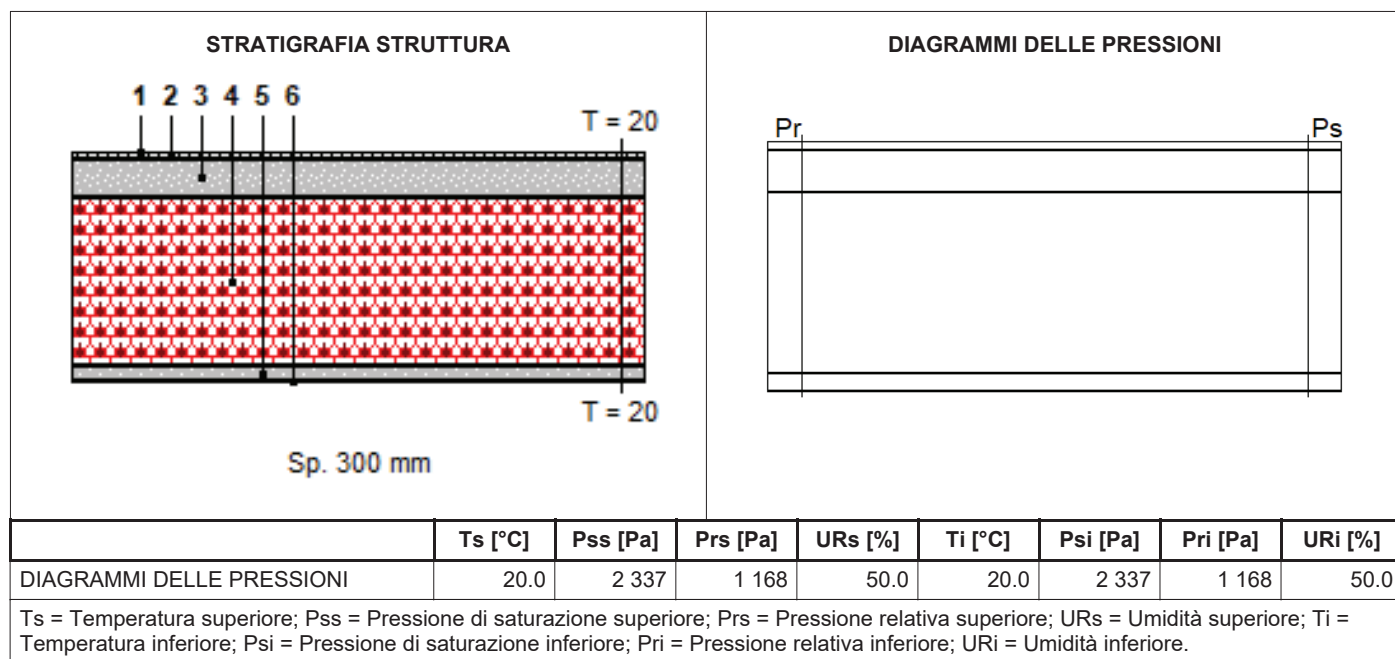 STRATIGRAFIA STRUTTURA
1 2 3 4 5 6
T = 20
T = 20
Sp. 300 mm
DIAGRAMMI DELLE PRESSIONI
Pr
Ps
Ts [°C] Pss [Pa] Prs [Pa] URs [%] Ti [°C] Psi [Pa] Pri [Pa] URi [%]
DIAGRAMMI DELLE PRESSIONI 20.0 2 337 1 168 50.0 20.0 2 337 1 168 50.0
Ts = Temperatura superiore; Pss = Pressione di saturazione superiore; Prs = Pressione relativa superiore; URs = Umidità superiore; Ti =
Temperatura inferiore; Psi = Pressione di saturazione inferiore; Pri = Pressione relativa inferiore; URi = Umidità inferiore.